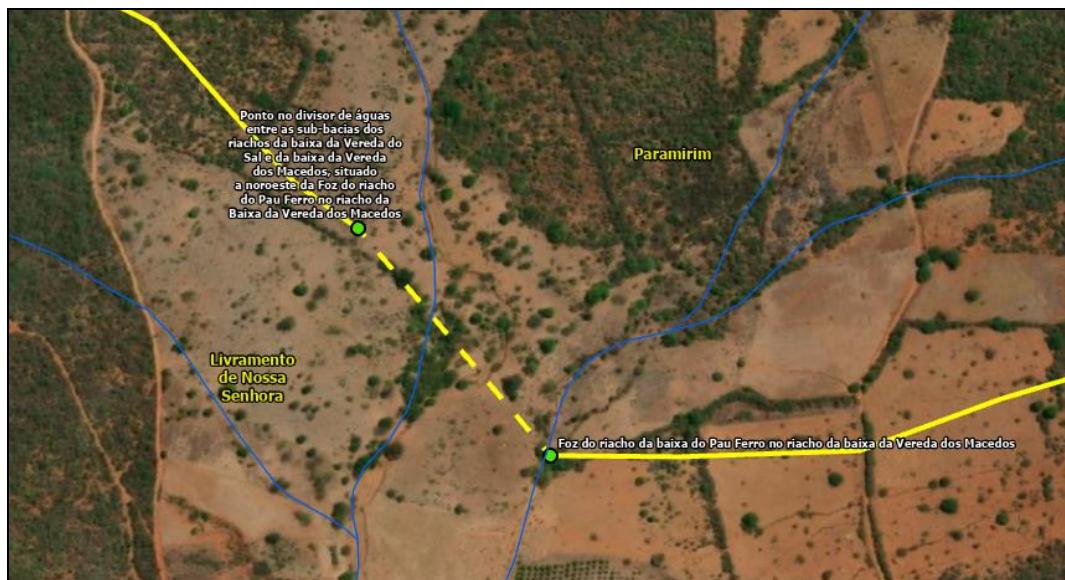 Ponto no divisor de águas
entre as sub-bacias dos
riachos da baixa da Vereda do
Sal e da baixa da Vereda
dos Macedos, situado
a noroeste da Foz do riacho
do Pau Ferro no riacho da
Baixa da Vereda dos Macedos
Paramirim
Livramento
de Nossa
Senhora
Foz do riacho da baixa do Pau Ferro no riacho da baixa da Vereda dos Macedos